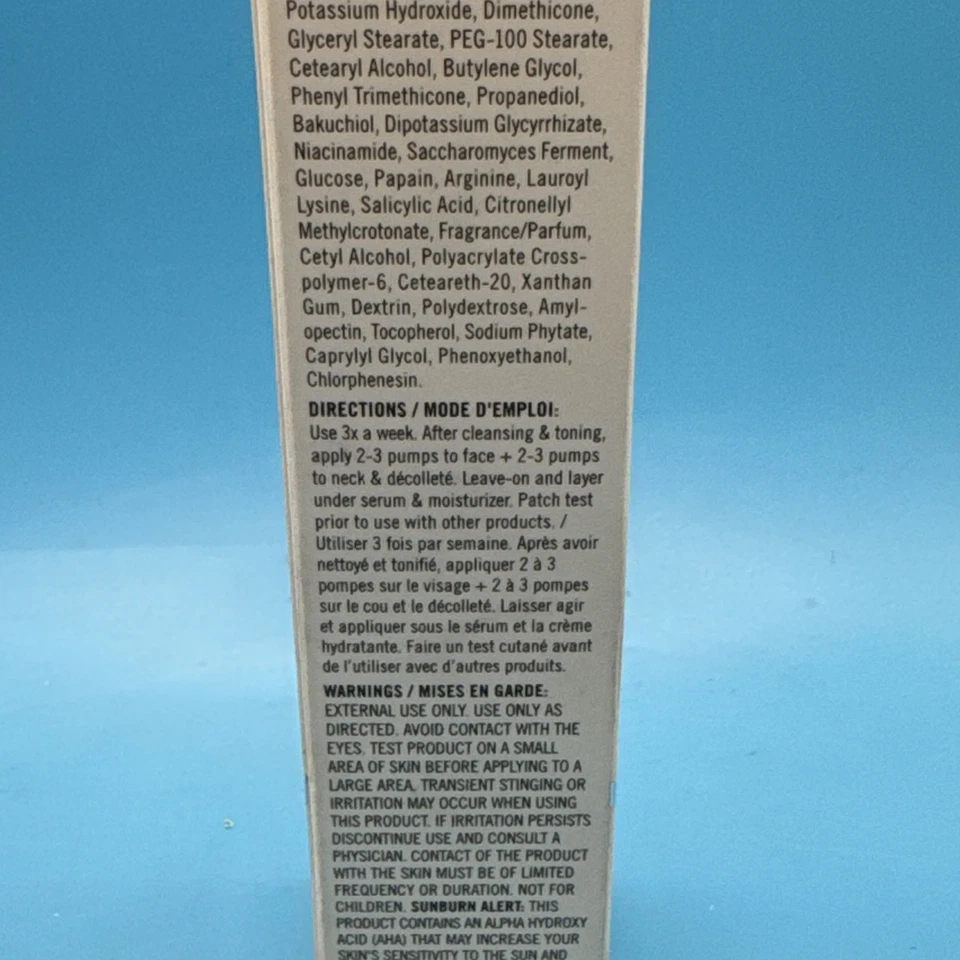 Potassium Hydroxide, Dimethicone,
Glyceryl Stearate, PEG-100 Stearate,
Cetearyl Alcohol, Butylene Glycol,
Phenyl Trimethicone, Propanediol,
Bakuchiol, Dipotassium Glycyrrhizate,
Niacinamide, Saccharomyces Ferment,
Glucose, Papain, Arginine, Lauroyl
Lysine, Salicylic Acid, Citronellyl
Methylcrotonate, Fragrance/Parfum,
Cetyl Alcohol, Polyacrylate Cross-
polymer-6, Ceteareth-20, Xanthan
Gum, Dextrin, Polydextrose, Amyl-
opectin, Tocopherol, Sodium Phytate,
Caprylyl Glycol, Phenoxyethanol,
Chlorphenesin.
DIRECTIONS / MODE D'EMPLOI:
Use 3x a week. After cleansing & toning,
apply 2-3 pumps to face + 2-3 pumps
to neck & décolleté. Leave-on and layer
under serum & moisturizer. Patch test
prior to use with other products. /
Utiliser 3 fois par semaine. Après avoir
nettoyé et tonifié, appliquer 2 à 3
pompes sur le visage + 2 à 3 pompes
sur le cou et le décolleté. Laisser agir
et appliquer sous le sérum et la crème
hydratante. Faire un test cutané avant
de l'utiliser avec d'autres produits.
WARNINGS / MISES EN GARDE:
EXTERNAL USE ONLY. USE ONLY AS
DIRECTED. AVOID CONTACT WITH THE
EYES. TEST PRODUCT ON A SMALL
AREA OF SKIN BEFORE APPLYING TO A
LARGE AREA. TRANSIENT STINGING OR
IRRITATION MAY OCCUR WHEN USING
THIS PRODUCT. IF IRRITATION PERSISTS
DISCONTINUE USE AND CONSULT A
PHYSICIAN. CONTACT OF THE PRODUCT
WITH THE SKIN MUST BE OF LIMITED
FREQUENCY OR DURATION. NOT FOR
CHILDREN. SUNBURN ALERT: THIS
PRODUCT CONTAINS AN ALPHA HYDROXY
ACID (AHA) THAT MAY INCREASE YOUR
SKIN'S SENSITIVITY TO THE SUN AND